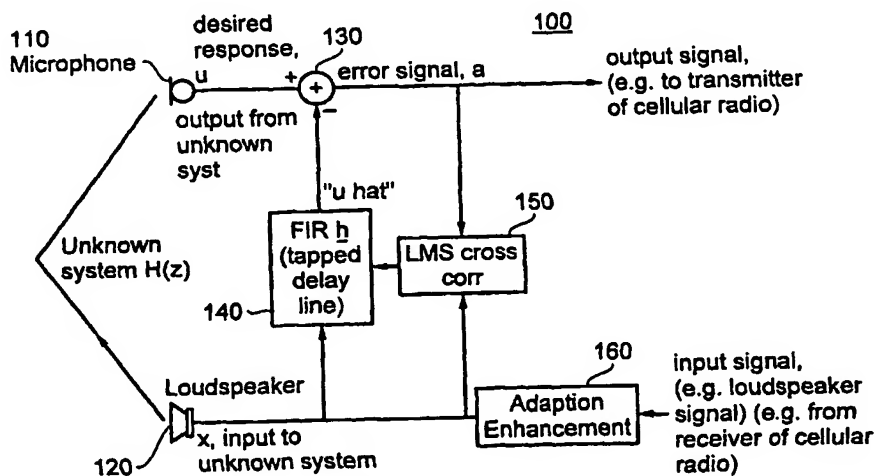 110
Microphone
desired
response,
u
130
100
+
+
−
error signal, a
output signal,
(e.g. to transmitter
of cellular radio)
output from
unknown
syst
"u hat"
150
Unknown
system H(z)
FIR h
(tapped
delay
line)
LMS cross
corr
140
160
Loudspeaker
Adaption
Enhancement
input signal,
(e.g. loudspeaker
signal) (e.g. from
receiver of cellular
radio)
120
x, input to
unknown system